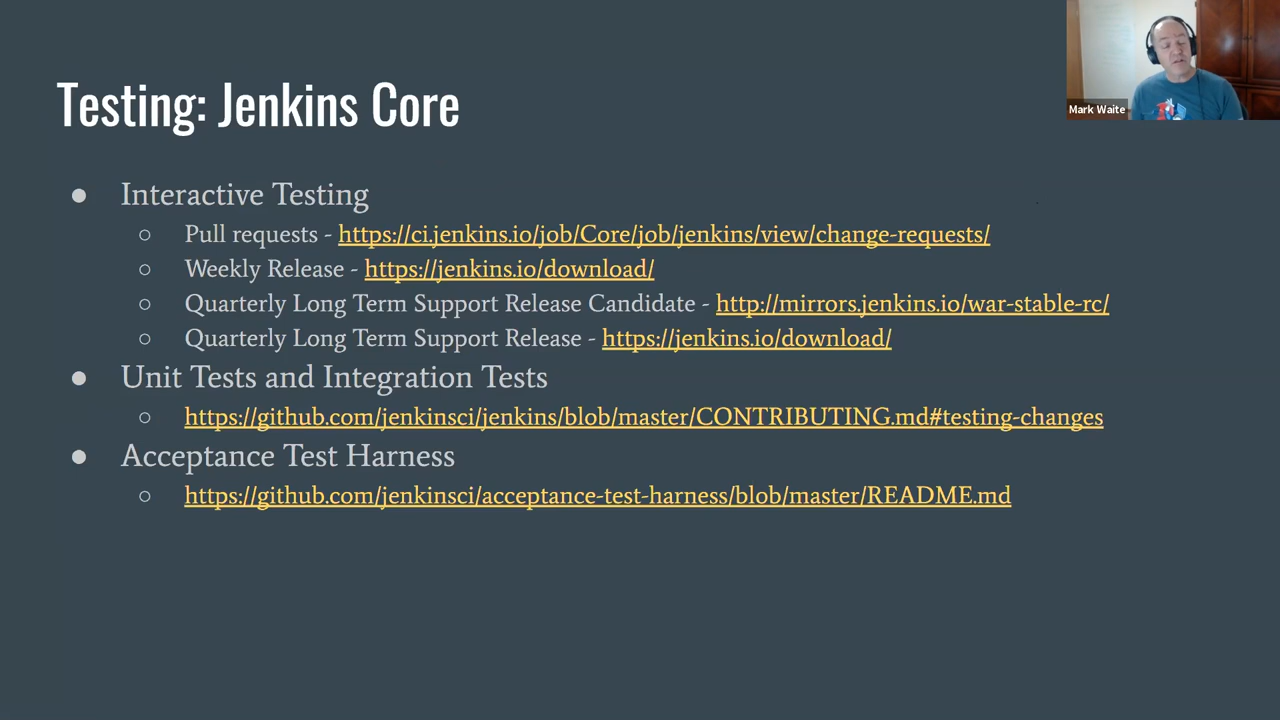 Testing: Jenkins Core
Mark Waite
● Interactive Testing
○ Pull requests - https://ci.jenkins.io/job/Core/job/jenkins/view/change-requests/
○ Weekly Release - https://jenkins.io/download/
○ Quarterly Long Term Support Release Candidate - http://mirrors.jenkins.io/war-stable-rc/
○ Quarterly Long Term Support Release - https://jenkins.io/download/
● Unit Tests and Integration Tests
○ https://github.com/jenkinsci/jenkins/blob/master/CONTRIBUTING.md#testing-changes
● Acceptance Test Harness
○ https://github.com/jenkinsci/acceptance-test-harness/blob/master/README.md